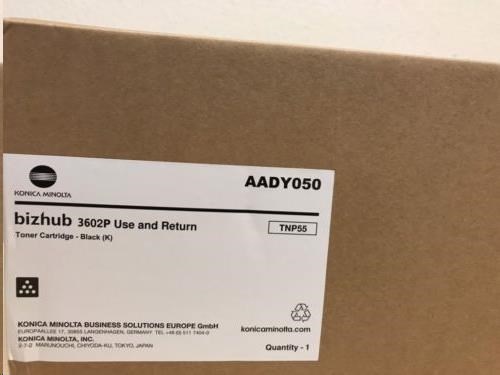 KONICA MINOLTA
AADY050
bizhub 3602P Use and Return
TNP55
Toner Cartridge - Black (K)
KONICA MINOLTA BUSINESS SOLUTIONS EUROPE GmbH
EUROPAALLEE 17, 30855 LANGENHAGEN, GERMANY TEL +49 (0) 511 7404-0
KONICA MINOLTA, INC.
2-7-2 MARUNOUCHI, CHIYODA-KU, TOKYO, JAPAN
konicaminolta.com
Quantity - 1